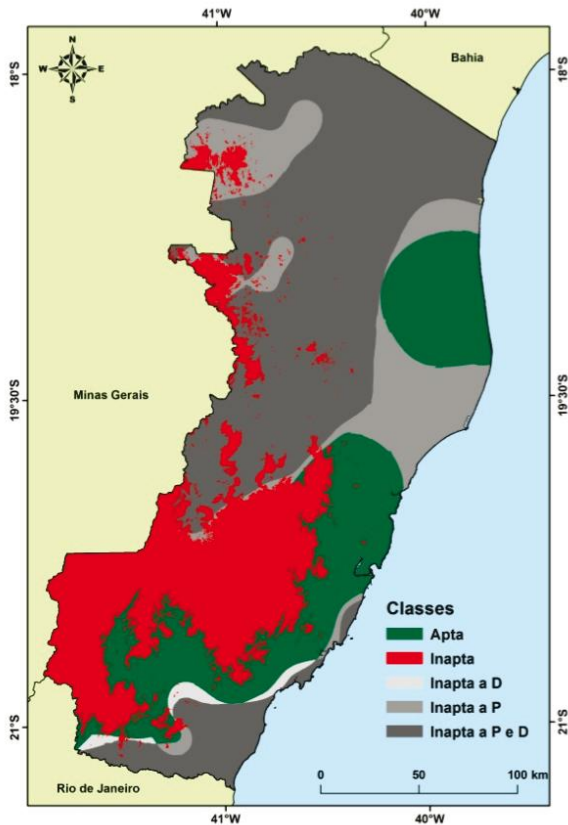 41°W 40°W
N
W E
S
18°S 18°S
Bahia
Minas Gerais
19°30'S 19°30'S
Classes
Apta
Inapta
Inapta a D
Inapta a P
Inapta a P e D
21°S 21°S
0 50 100 km
Rio de Janeiro
41°W 40°W